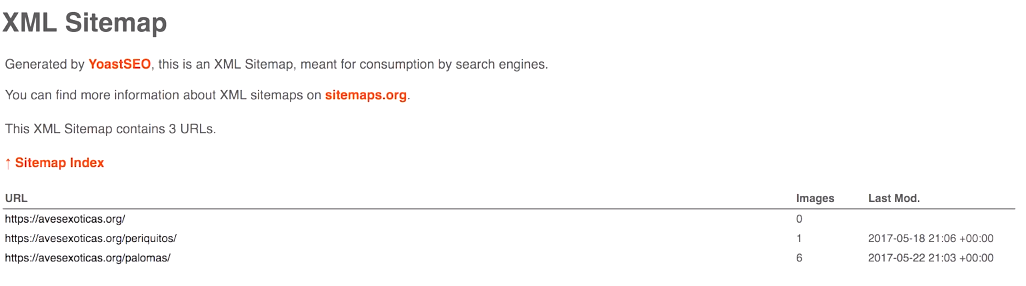 XML Sitemap
Generated by YoastSEO, this is an XML Sitemap, meant for consumption by search engines.
You can find more information about XML sitemaps on sitemaps.org.
This XML Sitemap contains 3 URLs.
↑ Sitemap Index
URL Images Last Mod.
https://avesexoticas.org/ 0
https://avesexoticas.org/periquitos/ 1 2017-05-18 21:06 +00:00
https://avesexoticas.org/palomas/ 6 2017-05-22 21:03 +00:00